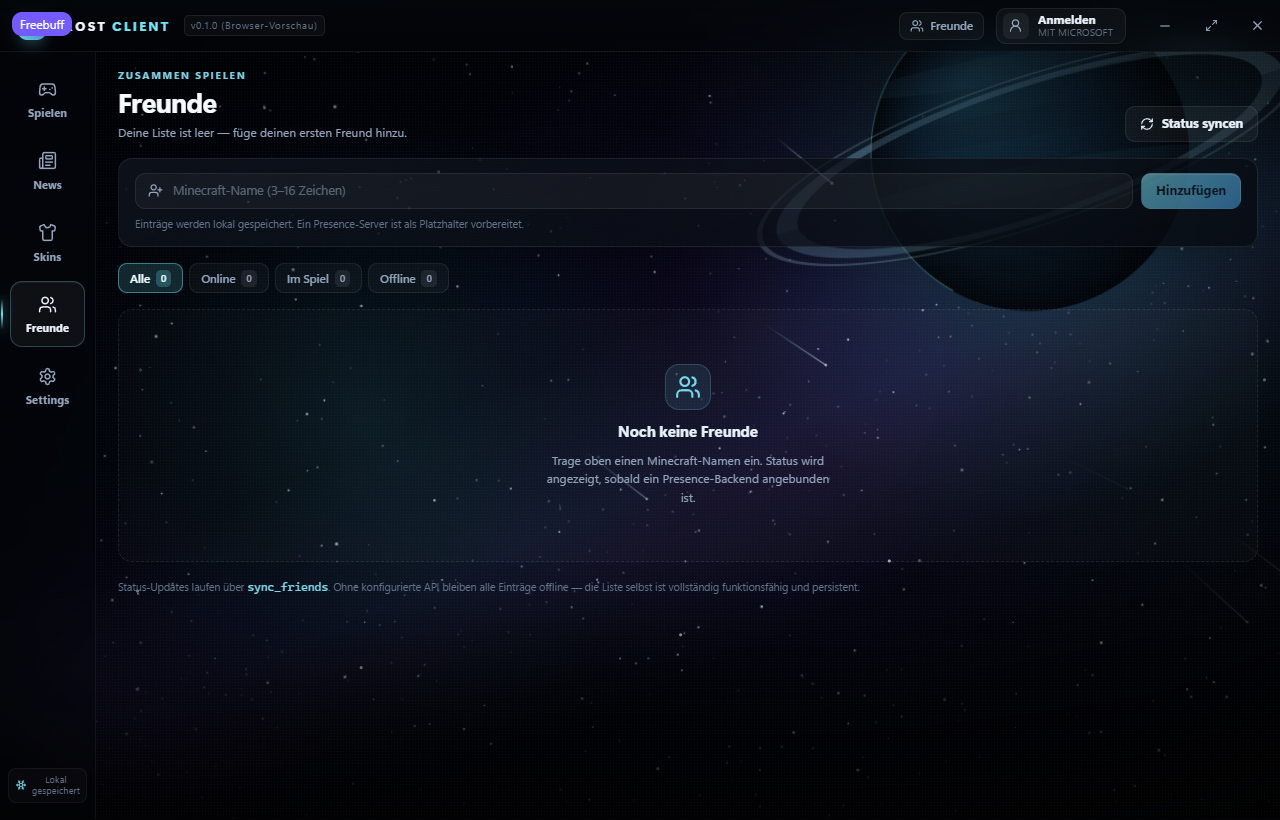 Freebuff
OST CLIENT
v0.1.0 (Browser-Vorschau)
Freunde
Anmelden
MIT MICROSOFT
Spielen
News
Skins
Freunde
Settings
Lokal
gespeichert
ZUSAMMEN SPIELEN
Freunde
Deine Liste ist leer — füge deinen ersten Freund hinzu.
Status syncen
Minecraft-Name (3–16 Zeichen)
Hinzufügen
Einträge werden lokal gespeichert. Ein Presence-Server ist als Platzhalter vorbereitet.
Alle 0
Online 0
Im Spiel 0
Offline 0
Noch keine Freunde
Trage oben einen Minecraft-Namen ein. Status wird
angezeigt, sobald ein Presence-Backend angebunden
ist.
Status-Updates laufen über sync_friends. Ohne konfigurierte API bleiben alle Einträge offline — die Liste selbst ist vollständig funktionsfähig und persistent.